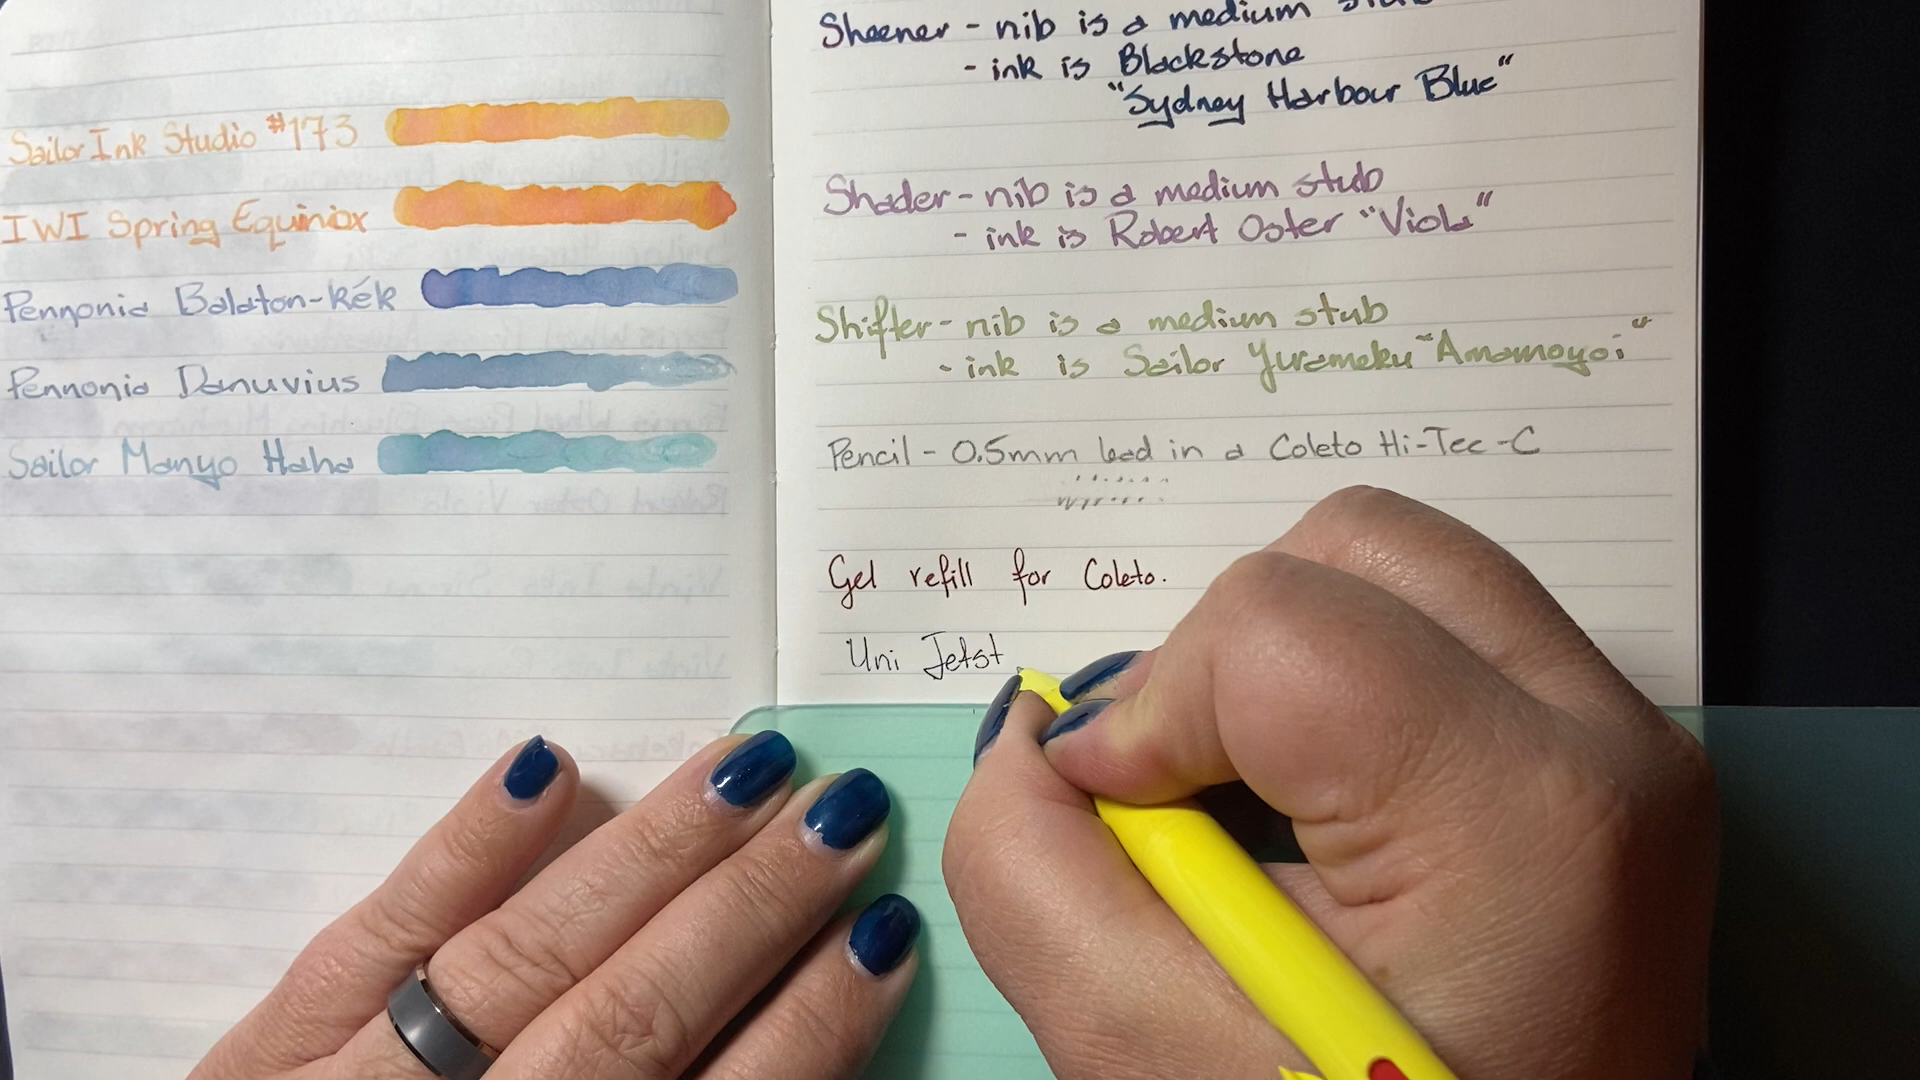 Sailor Ink Studio #173
IWI Spring Equinox
Pennonia Balaton-kék
Pennonia Danuvius
Sailor Manyo Haha
Sheener - nib is a medium stub
- ink is Blackstone
"Sydney Harbour Blue"
Shader - nib is a medium stub
- ink is Robert Oster "Viola"
Shifter - nib is a medium stub
- ink is Sailor Yurameku "Amamoyoi"
Pencil - 0.5mm lead in a Coleto Hi-Tec-C
Gel refill for Coleto.
Uni Jetst